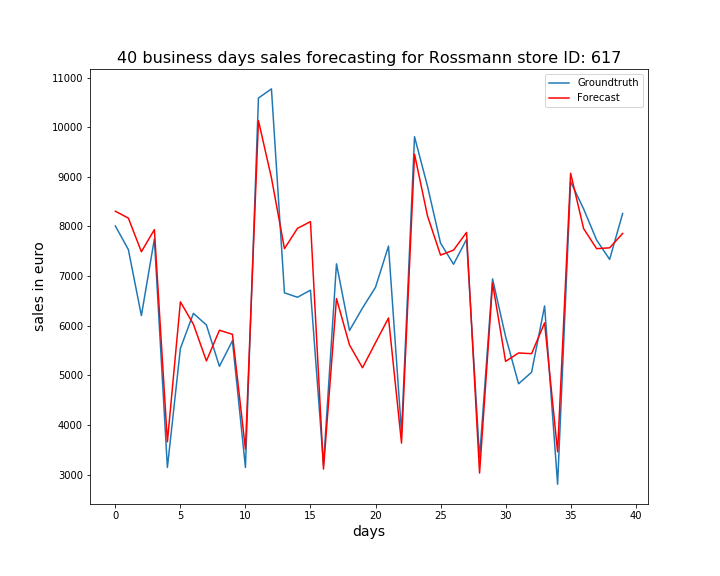 40 business days sales forecasting for Rossmann store ID: 617
Groundtruth
Forecast
sales in euro
11000
10000
9000
8000
7000
6000
5000
4000
3000
0 5 10 15 20 25 30 35 40
days